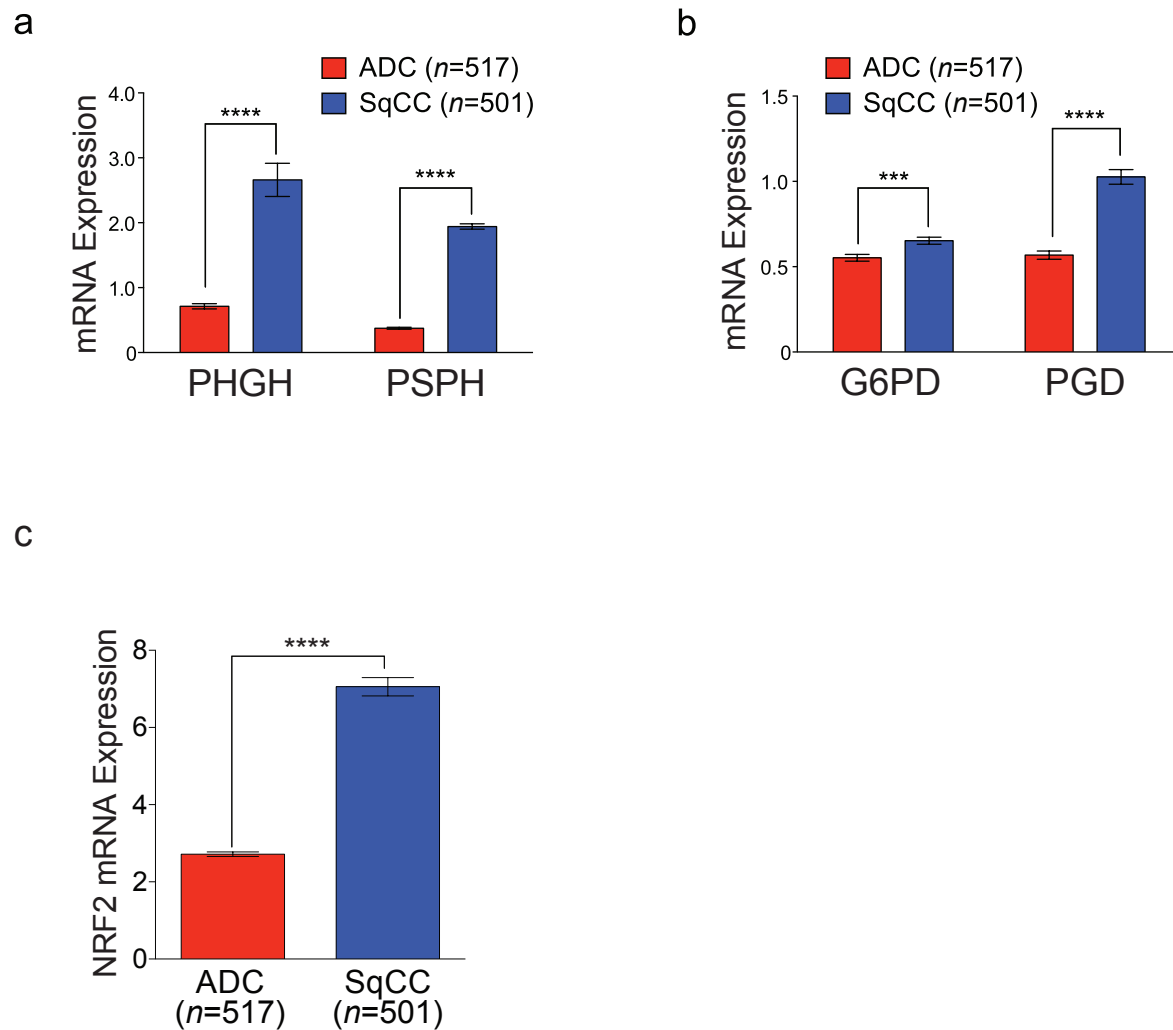 a
ADC (n=517)
SqCC (n=501)
mRNA Expression
4.0
3.0
2.0
1.0
0
****
****
PHGH
PSPH
b
ADC (n=517)
SqCC (n=501)
mRNA Expression
1.5
1.0
0.5
0
***
****
G6PD
PGD
c
NRF2 mRNA Expression
8
6
4
2
0
****
ADC
(n=517)
SqCC
(n=501)